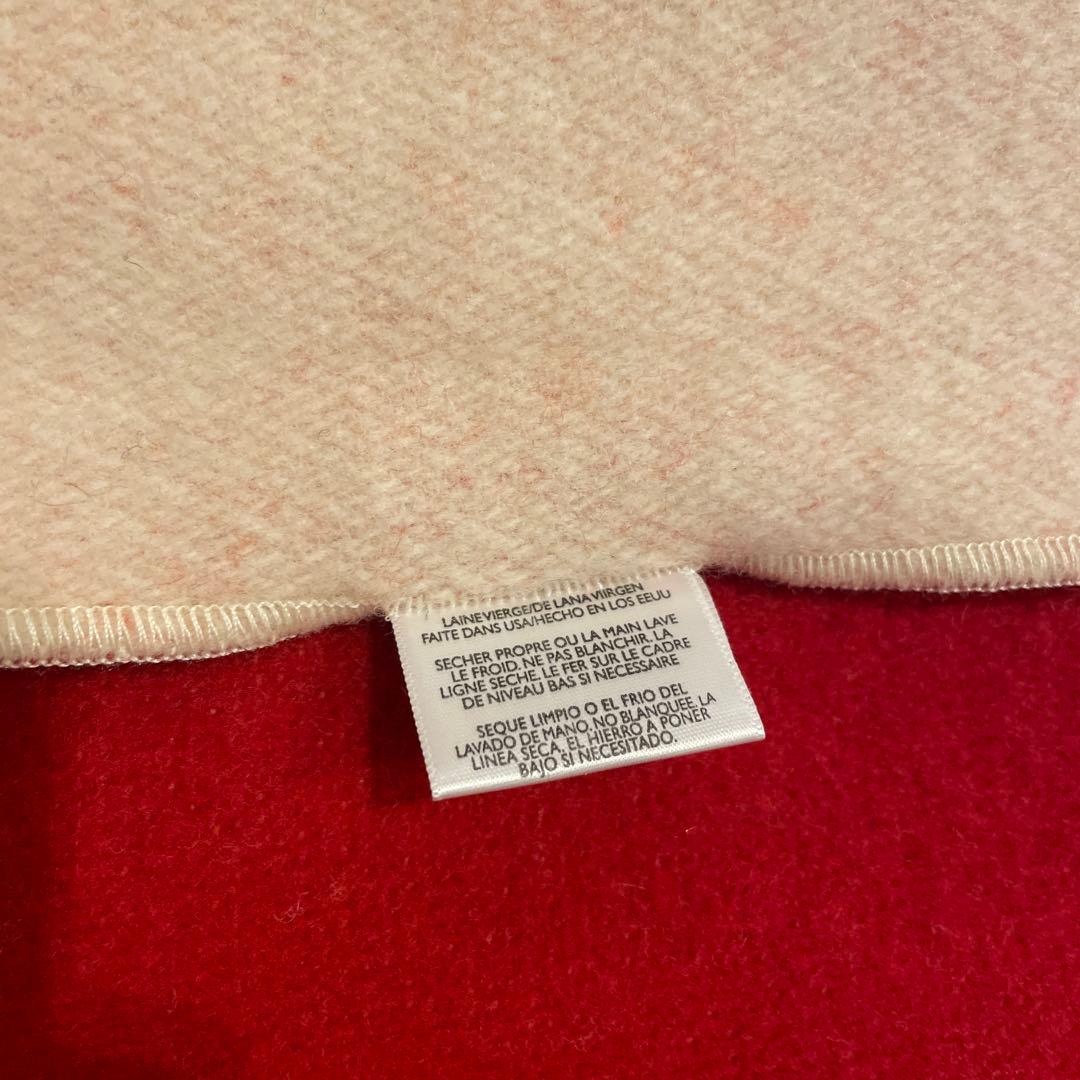 LAINE VIERGE/DE LANA VIIRGEN
FAITE DANS USA/HECHO EN LOS EEUU
SECHER PROPRE OU LA MAIN LAVE
LE FROID. NE PAS BLANCHIR. LA
LIGNE SECHE. LE FER SUR LE CADRE
DE NIVEAU BAS SI NECESSAIRE
SEQUE LIMPIO O EL FRIO DEL
LAVADO DE MANO. NO BLANQUEE. LA
LINEA SECA. EL HIERRO A PONER
BAJO SI NECESITADO.